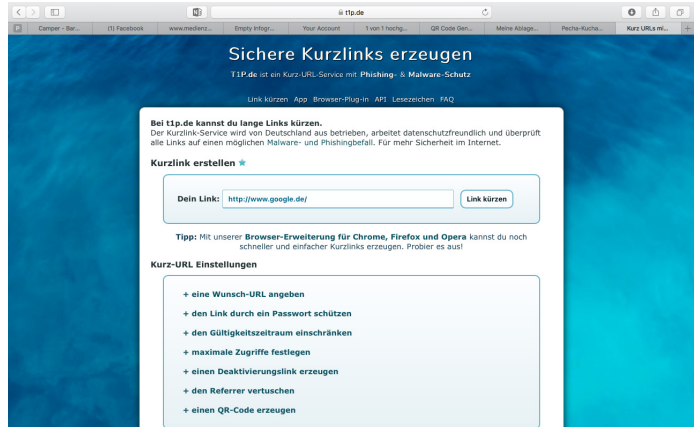 t1p.de
Camper - Bar... (1) Facebook www.medienz... Empty Infogr... Your Account 1 von 1 hochg... QR Code Gen... Meine Ablage... Pecha-Kucha... Kurz URLs mi...
Sichere Kurzlinks erzeugen
T1P.de ist ein Kurz-URL-Service mit Phishing- & Malware-Schutz
Link kürzen App Browser-Plug-in API Lesezeichen FAQ
Bei t1p.de kannst du lange Links kürzen.
Der Kurzlink-Service wird von Deutschland aus betrieben, arbeitet datenschutzfreundlich und überprüft
alle Links auf einen möglichen Malware- und Phishingbefall. Für mehr Sicherheit im Internet.
Kurzlink erstellen
Dein Link: http://www.google.de/ Link kürzen
Tipp: Mit unserer Browser-Erweiterung für Chrome, Firefox und Opera kannst du noch
schneller und einfacher Kurzlinks erzeugen. Probier es aus!
Kurz-URL Einstellungen
+ eine Wunsch-URL angeben
+ den Link durch ein Passwort schützen
+ den Gültigkeitszeitraum einschränken
+ maximale Zugriffe festlegen
+ einen Deaktivierungslink erzeugen
+ den Referrer vertuschen
+ einen QR-Code erzeugen